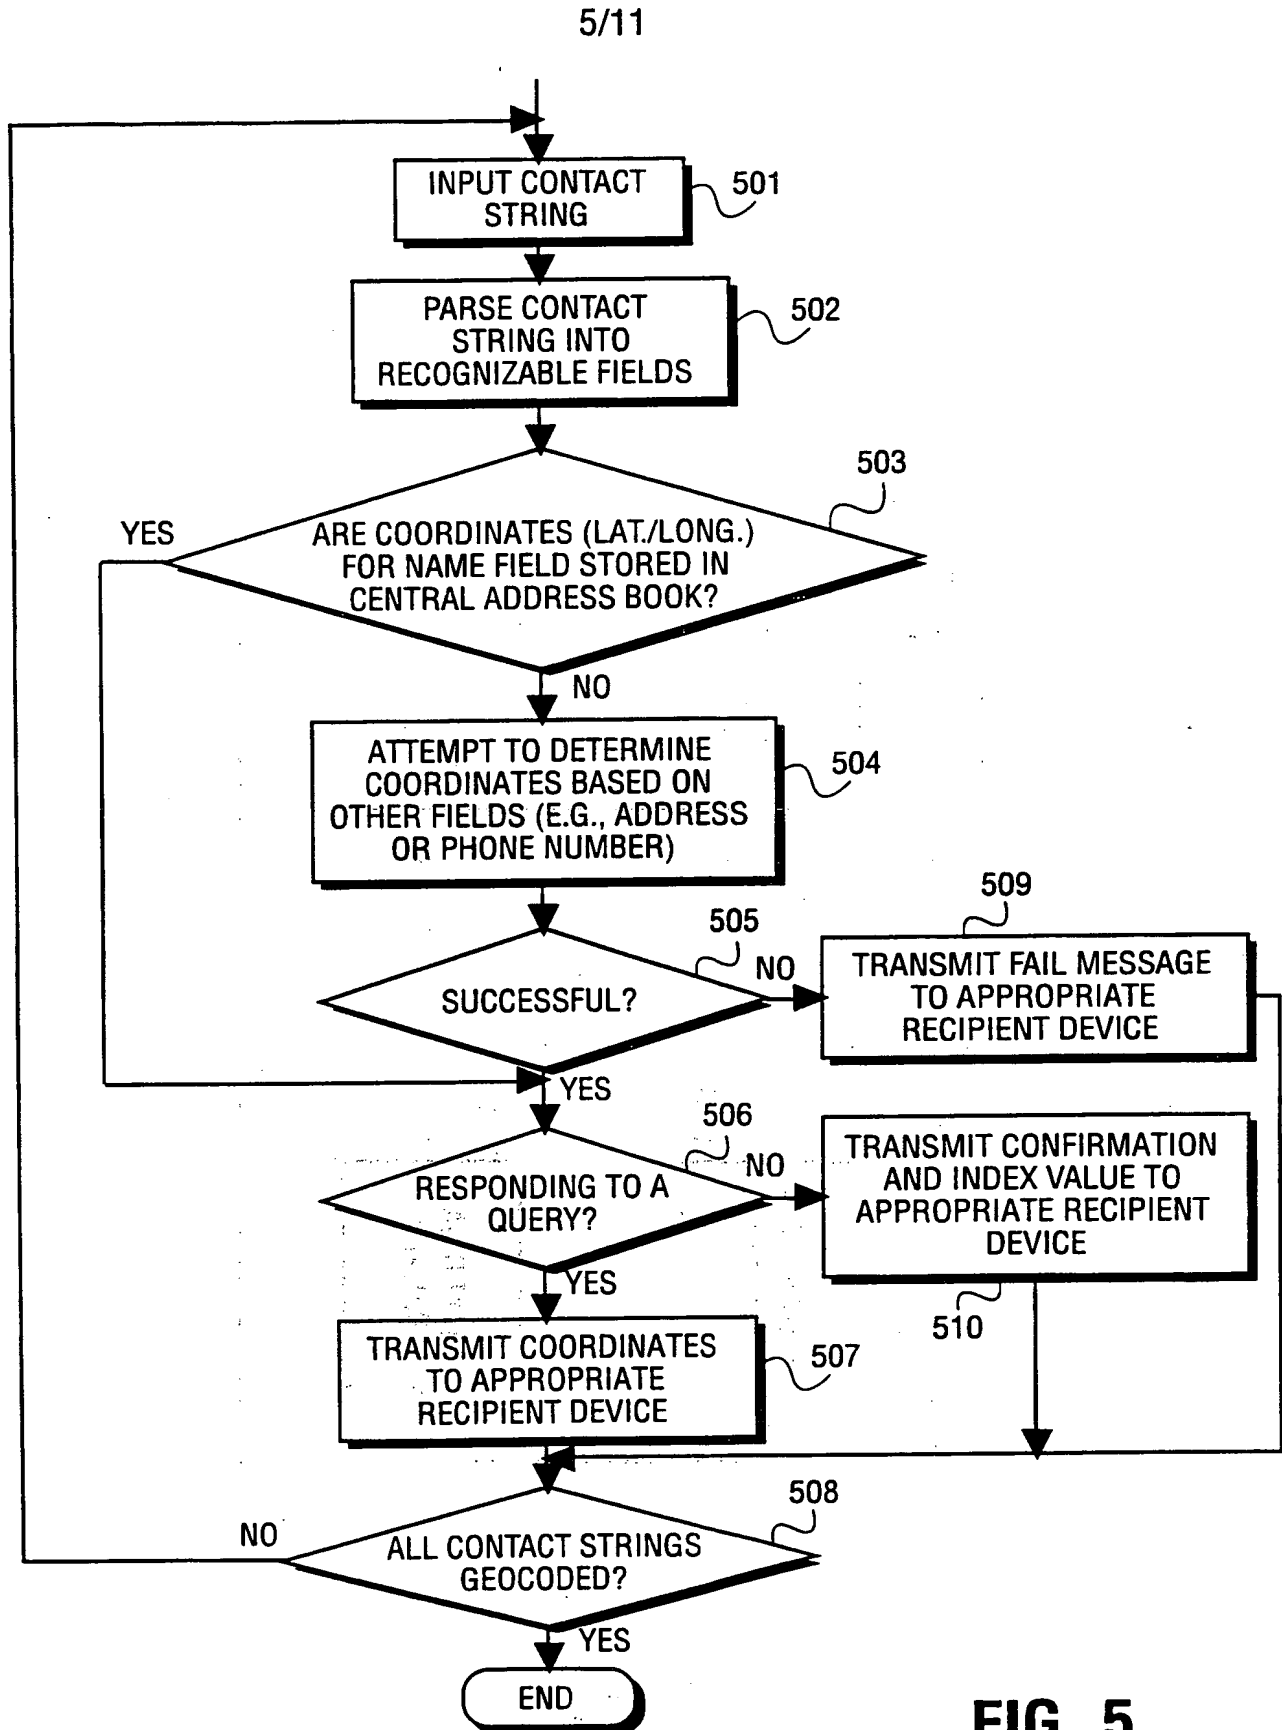 5/11
INPUT CONTACT
STRING
501
PARSE CONTACT
STRING INTO
RECOGNIZABLE FIELDS
502
503
YES
ARE COORDINATES (LAT./LONG.)
FOR NAME FIELD STORED IN
CENTRAL ADDRESS BOOK?
NO
ATTEMPT TO DETERMINE
COORDINATES BASED ON
OTHER FIELDS (E.G., ADDRESS
OR PHONE NUMBER)
504
505
SUCCESSFUL?
NO
509
TRANSMIT FAIL MESSAGE
TO APPROPRIATE
RECIPIENT DEVICE
YES
506
RESPONDING TO A
QUERY?
NO
TRANSMIT CONFIRMATION
AND INDEX VALUE TO
APPROPRIATE RECIPIENT
DEVICE
510
YES
TRANSMIT COORDINATES
TO APPROPRIATE
RECIPIENT DEVICE
507
508
NO
ALL CONTACT STRINGS
GEOCODED?
YES
END
FIG. 5